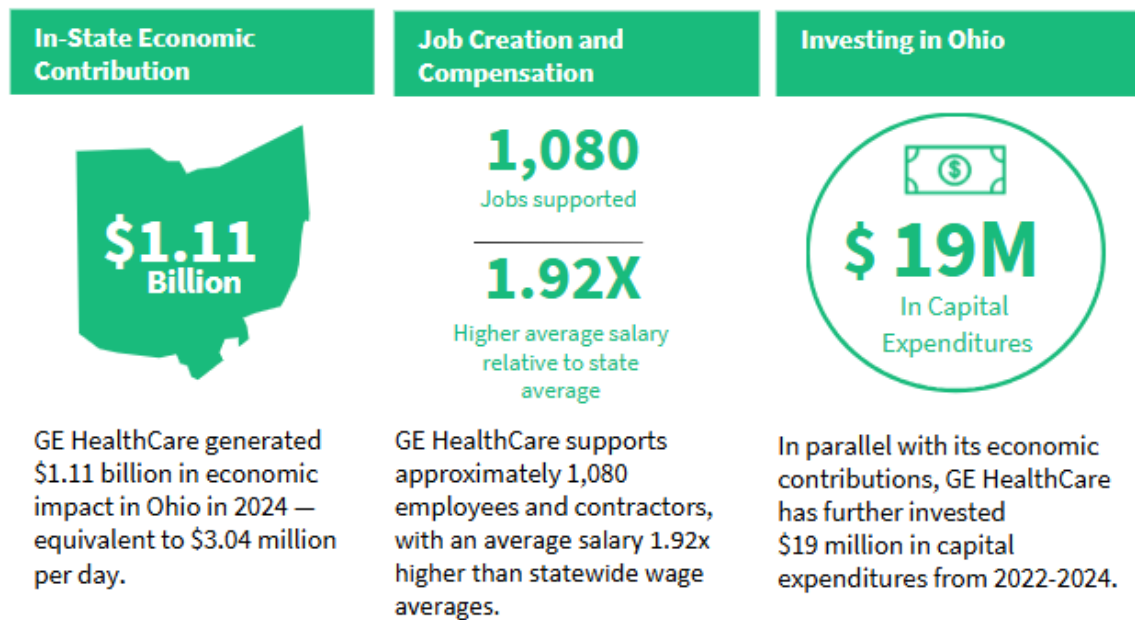 In-State Economic
Contribution
$1.11
Billion
GE HealthCare generated
$1.11 billion in economic
impact in Ohio in 2024 —
equivalent to $3.04 million
per day.
Job Creation and
Compensation
1,080
Jobs supported
1.92X
Higher average salary
relative to state
average
GE HealthCare supports
approximately 1,080
employees and contractors,
with an average salary 1.92x
higher than statewide wage
averages.
Investing in Ohio
$
$ 19M
In Capital
Expenditures
In parallel with its economic
contributions, GE HealthCare
has further invested
$19 million in capital
expenditures from 2022-2024.